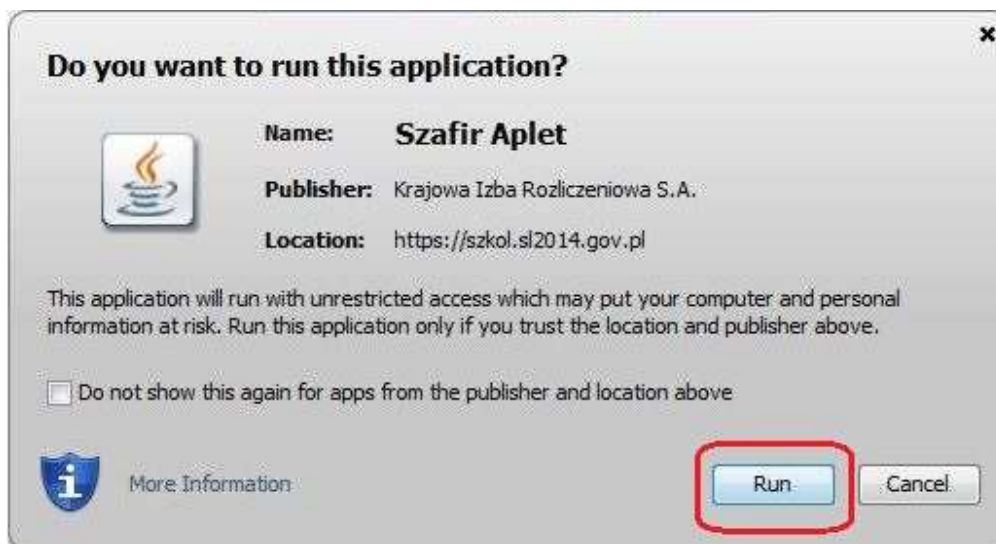 Do you want to run this application?
Name: Szafir Aplet
Publisher: Krajowa Izba Rozliczeniowa S.A.
Location: https://szkol.sl2014.gov.pl
This application will run with unrestricted access which may put your computer and personal
information at risk. Run this application only if you trust the location and publisher above.
Do not show this again for apps from the publisher and location above
More Information
Run
Cancel